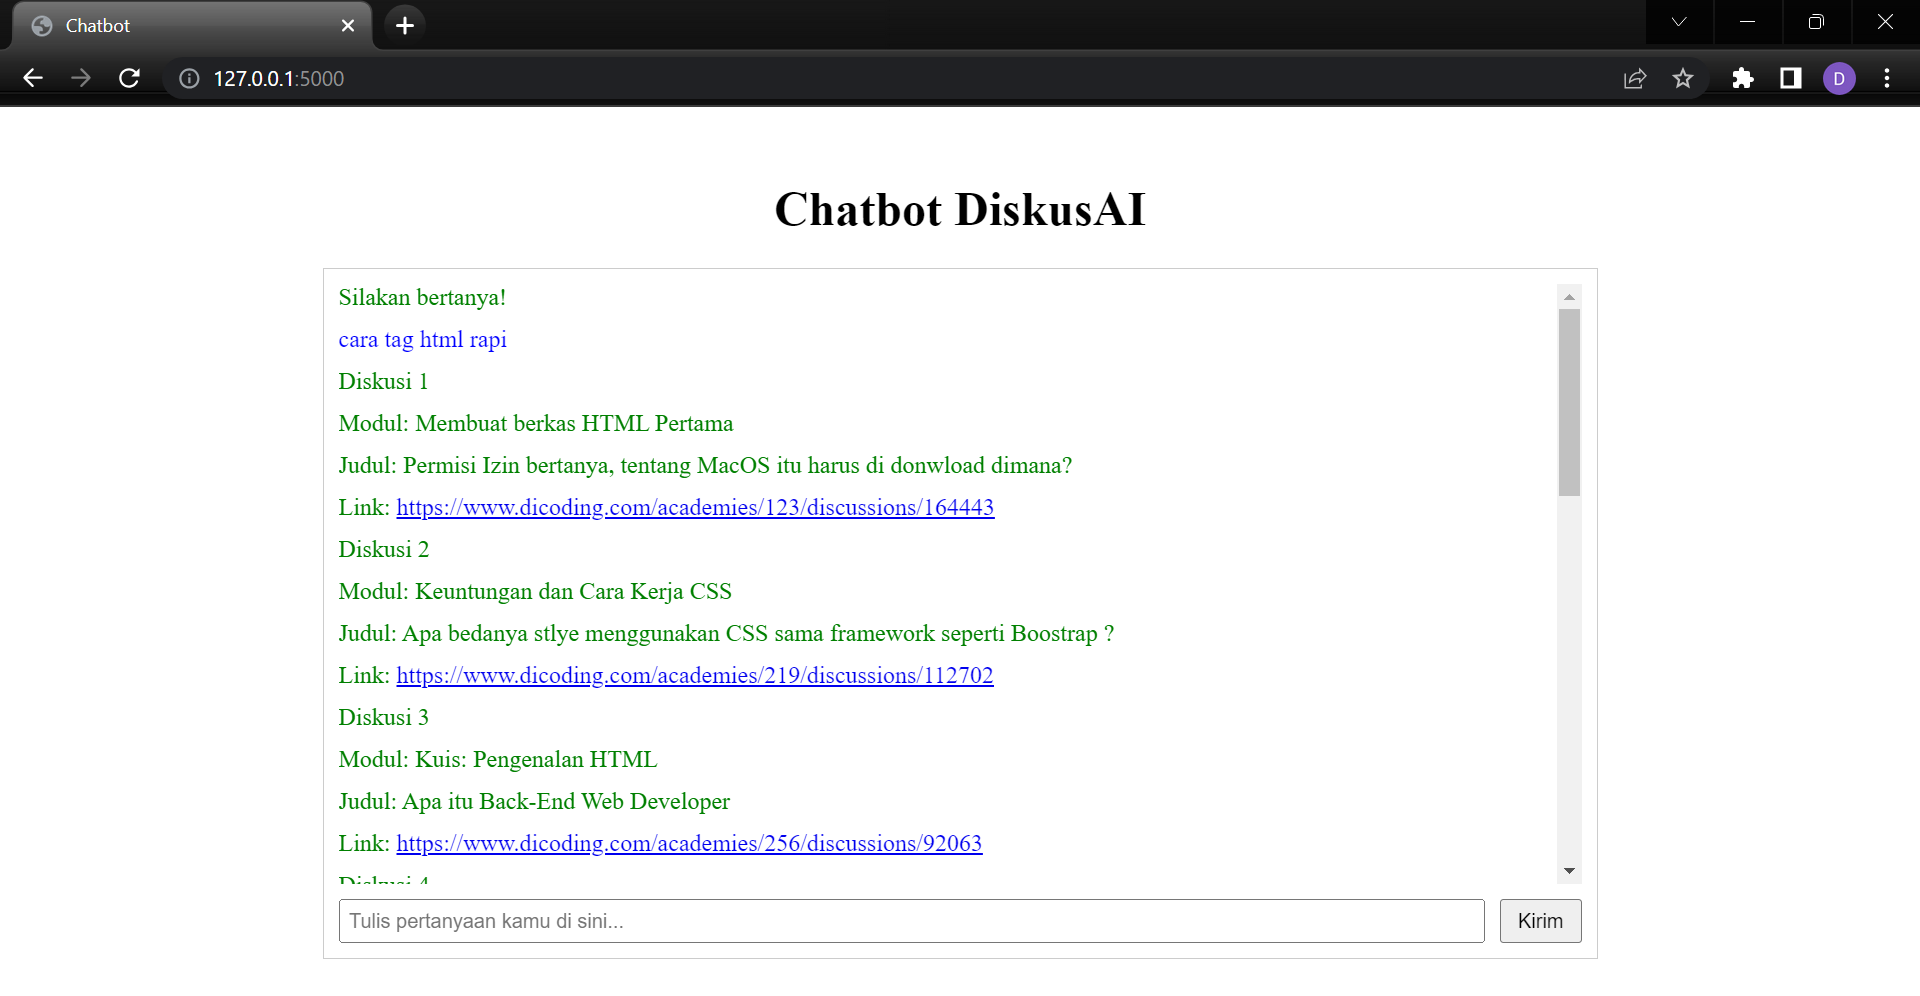 Chatbot
127.0.0.1:5000
D
Chatbot DiskusAI
Silakan bertanya!
cara tag html rapi
Diskusi 1
Modul: Membuat berkas HTML Pertama
Judul: Permisi Izin bertanya, tentang MacOS itu harus di donwload dimana?
Link: https://www.dicoding.com/academies/123/discussions/164443
Diskusi 2
Modul: Keuntungan dan Cara Kerja CSS
Judul: Apa bedanya stlye menggunakan CSS sama framework seperti Boostrap ?
Link: https://www.dicoding.com/academies/219/discussions/112702
Diskusi 3
Modul: Kuis: Pengenalan HTML
Judul: Apa itu Back-End Web Developer
Link: https://www.dicoding.com/academies/256/discussions/92063
Diskusi 4
Tulis pertanyaan kamu di sini...
Kirim